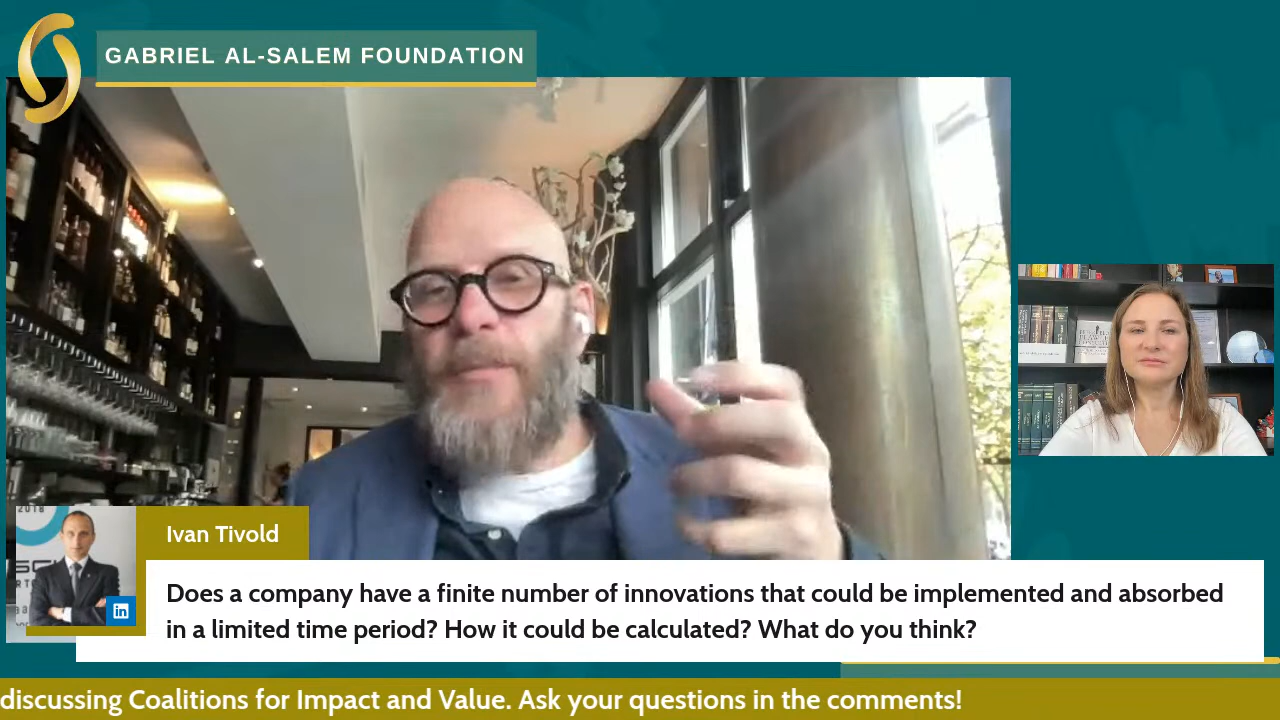 GABRIEL AL-SALEM FOUNDATION
2018
Ivan Tivold
in
Does a company have a finite number of innovations that could be implemented and absorbed
in a limited time period? How it could be calculated? What do you think?
discussing Coalitions for Impact and Value. Ask your questions in the comments!